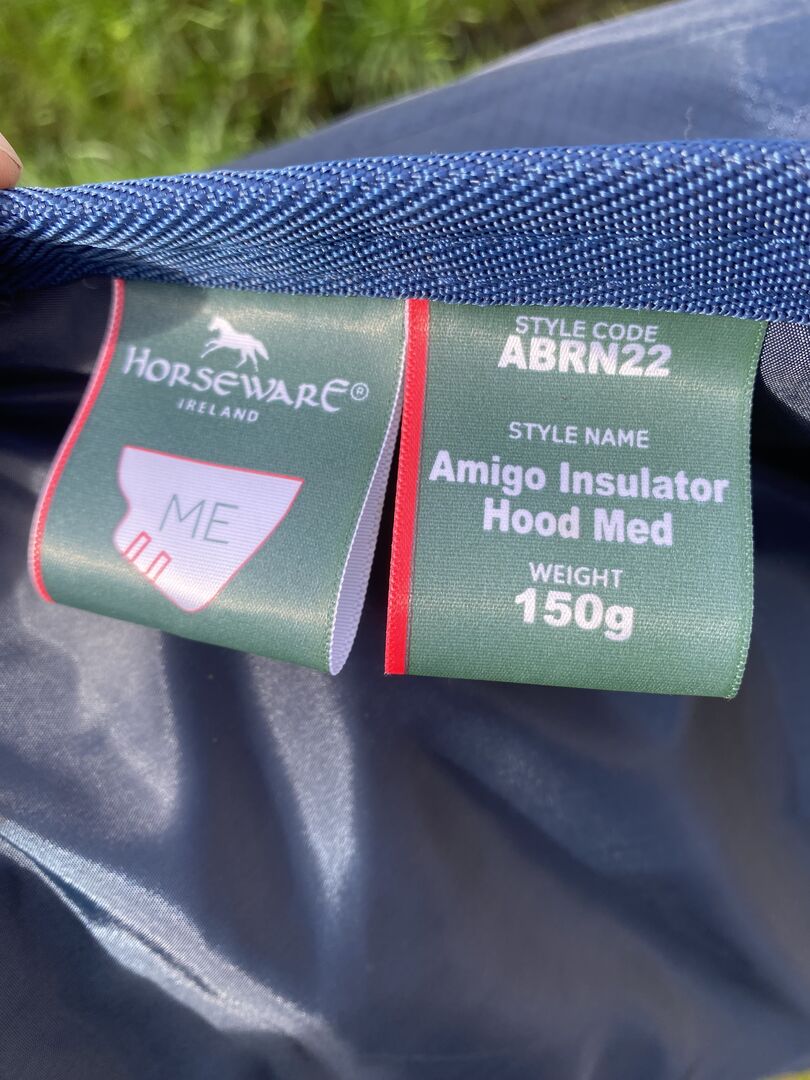 HORSEWARE®
IRELAND
ME
STYLE CODE
ABRN22
STYLE NAME
Amigo Insulator
Hood Med
WEIGHT
150g